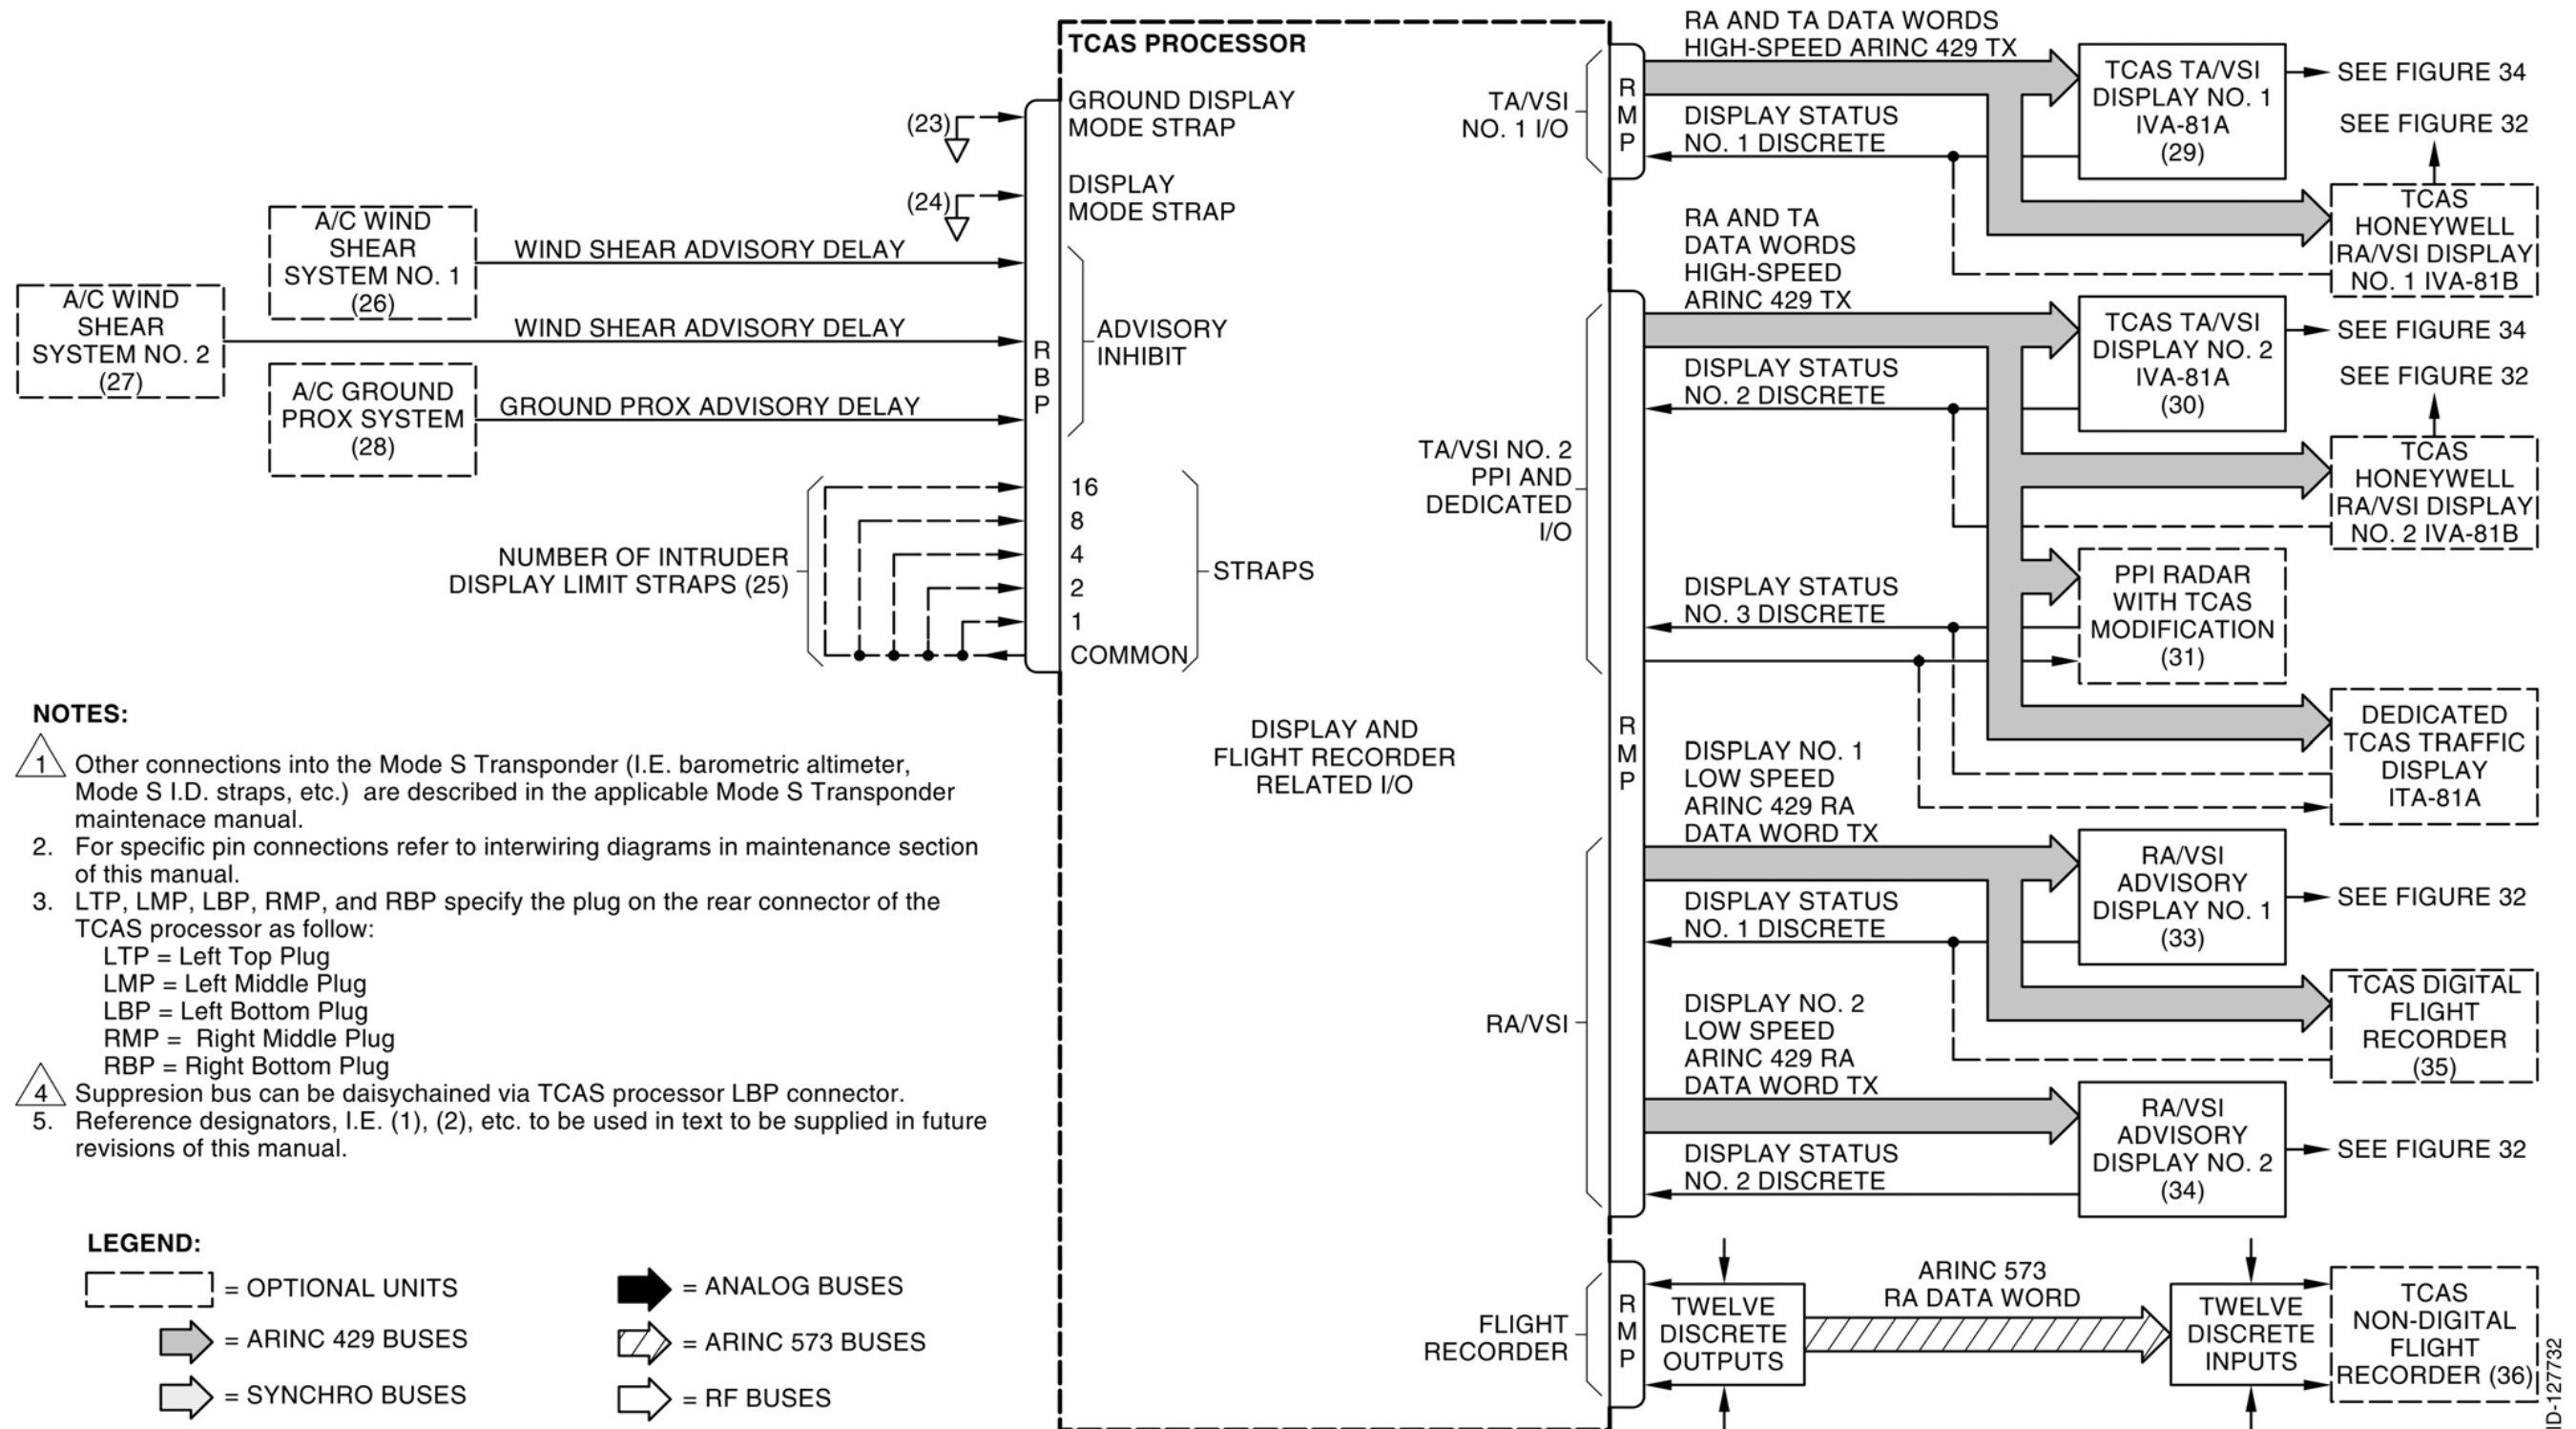 TCAS PROCESSOR
GROUND DISPLAY
MODE STRAP
(23)
DISPLAY
MODE STRAP
(24)
A/C WIND
SHEAR
SYSTEM NO. 1
(26)
WIND SHEAR ADVISORY DELAY
A/C WIND
SHEAR
SYSTEM NO. 2
(27)
WIND SHEAR ADVISORY DELAY
A/C GROUND
PROX SYSTEM
(28)
GROUND PROX ADVISORY DELAY
R
B
P
ADVISORY
INHIBIT
16
8
4
2
1
COMMON
STRAPS
NUMBER OF INTRUDER
DISPLAY LIMIT STRAPS (25)
DISPLAY AND
FLIGHT RECORDER
RELATED I/O
TA/VSI
NO. 1 I/O
R
M
P
RA AND TA DATA WORDS
HIGH-SPEED ARINC 429 TX
DISPLAY STATUS
NO. 1 DISCRETE
TCAS TA/VSI
DISPLAY NO. 1
IVA-81A
(29)
SEE FIGURE 34
SEE FIGURE 32
TCAS
HONEYWELL
RA/VSI DISPLAY
NO. 1 IVA-81B
TA/VSI NO. 2
PPI AND
DEDICATED
I/O
RA AND TA
DATA WORDS
HIGH-SPEED
ARINC 429 TX
DISPLAY STATUS
NO. 2 DISCRETE
TCAS TA/VSI
DISPLAY NO. 2
IVA-81A
(30)
SEE FIGURE 34
SEE FIGURE 32
TCAS
HONEYWELL
RA/VSI DISPLAY
NO. 2 IVA-81B
DISPLAY STATUS
NO. 3 DISCRETE
PPI RADAR
WITH TCAS
MODIFICATION
(31)
DEDICATED
TCAS TRAFFIC
DISPLAY
ITA-81A
R
M
P
RA/VSI
DISPLAY NO. 1
LOW SPEED
ARINC 429 RA
DATA WORD TX
DISPLAY STATUS
NO. 1 DISCRETE
RA/VSI
ADVISORY
DISPLAY NO. 1
(33)
SEE FIGURE 32
TCAS DIGITAL
FLIGHT
RECORDER
(35)
DISPLAY NO. 2
LOW SPEED
ARINC 429 RA
DATA WORD TX
DISPLAY STATUS
NO. 2 DISCRETE
RA/VSI
ADVISORY
DISPLAY NO. 2
(34)
SEE FIGURE 32
FLIGHT
RECORDER
R
M
P
TWELVE
DISCRETE
OUTPUTS
ARINC 573
RA DATA WORD
TWELVE
DISCRETE
INPUTS
TCAS
NON-DIGITAL
FLIGHT
RECORDER (36)
NOTES:
1 Other connections into the Mode S Transponder (I.E. barometric altimeter,
Mode S I.D. straps, etc.) are described in the applicable Mode S Transponder
maintenace manual.
2. For specific pin connections refer to interwiring diagrams in maintenance section
of this manual.
3. LTP, LMP, LBP, RMP, and RBP specify the plug on the rear connector of the
TCAS processor as follow:
LTP = Left Top Plug
LMP = Left Middle Plug
LBP = Left Bottom Plug
RMP = Right Middle Plug
RBP = Right Bottom Plug
4 Suppresion bus can be daisychained via TCAS processor LBP connector.
5. Reference designators, I.E. (1), (2), etc. to be used in text to be supplied in future
revisions of this manual.
LEGEND:
= OPTIONAL UNITS
= ARINC 429 BUSES
= SYNCHRO BUSES
= ANALOG BUSES
= ARINC 573 BUSES
= RF BUSES
ID-127732